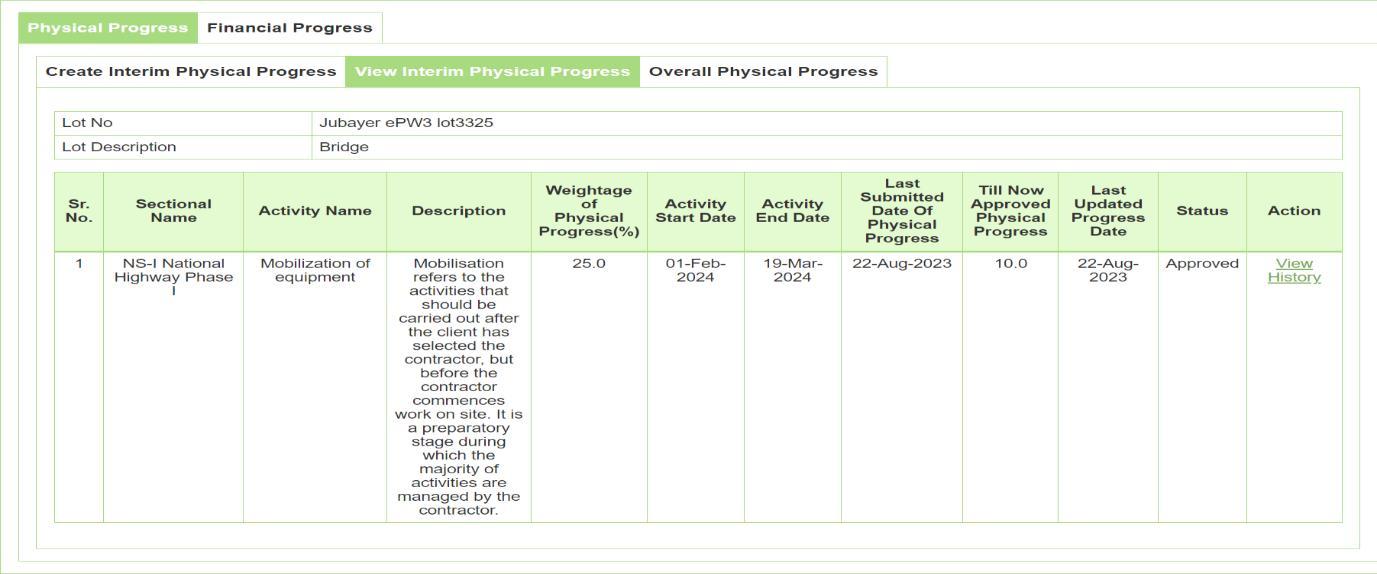 Physical Progress Financial Progress
Create Interim Physical Progress View Interim Physical Progress Overall Physical Progress
Lot No Jubayer ePW3 lot3325
Lot Description Bridge
Sr.
No.
Sectional
Name
Activity Name
Description
Weightage
of
Physical
Progress(%)
Activity
Start Date
Activity
End Date
Last
Submitted
Date Of
Physical
Progress
Till Now
Approved
Physical
Progress
Last
Updated
Progress
Date
Status
Action
1
NS-I National
Highway Phase
I
Mobilization of
equipment
Mobilisation
refers to the
activities that
should be
carried out after
the client has
selected the
contractor, but
before the
contractor
commences
work on site. It is
a preparatory
stage during
which the
majority of
activities are
managed by the
contractor.
25.0
01-Feb-
2024
19-Mar-
2024
22-Aug-2023
10.0
22-Aug-
2023
Approved
View
History